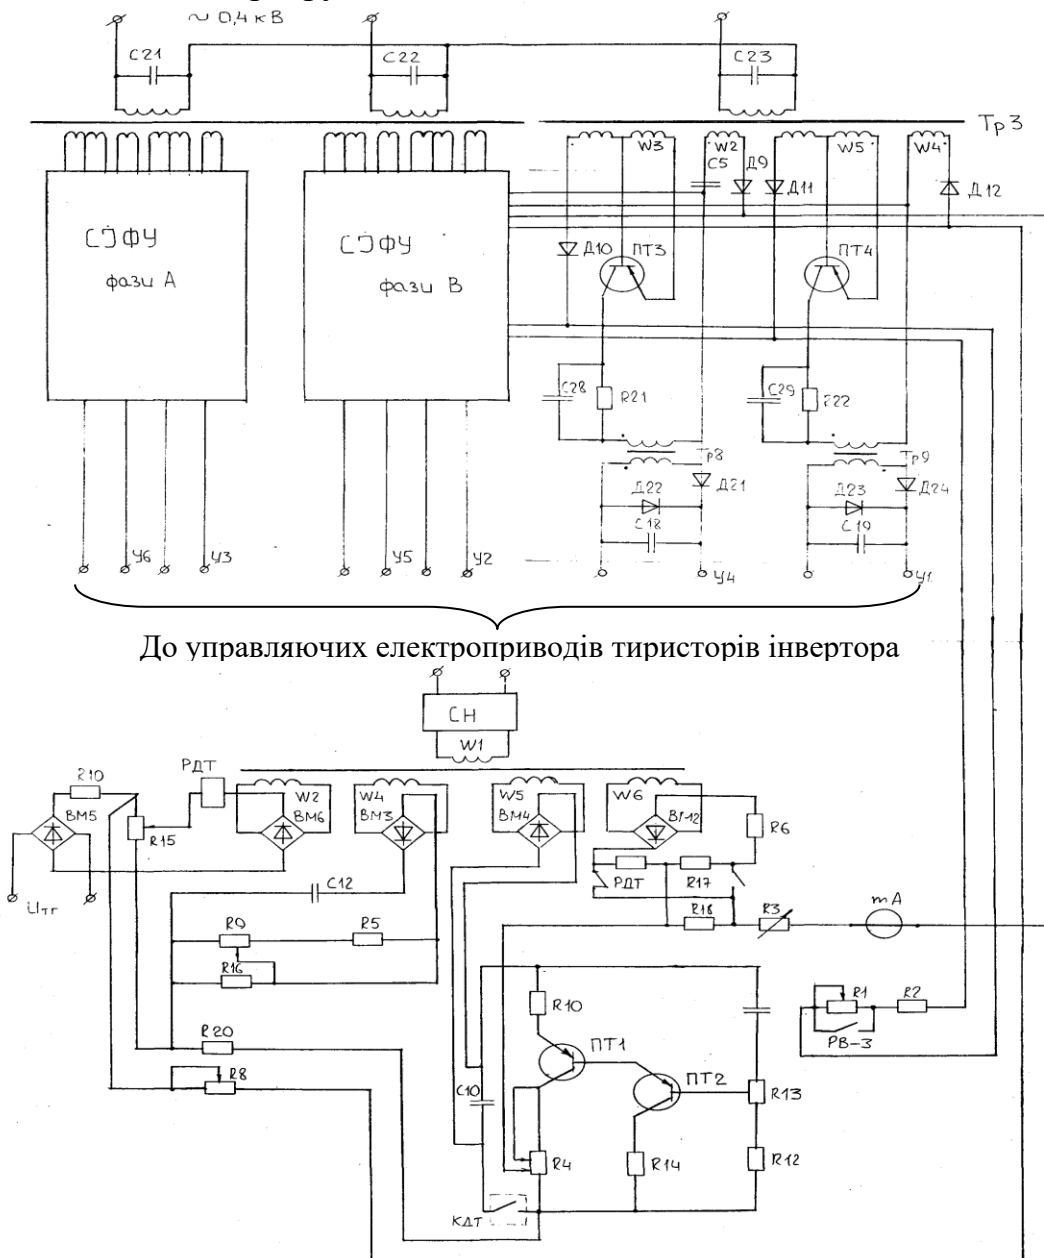 ~ 0,4 кВ
C21
C22
C23
Тр3
W3
W2
W5
W4
C5
Д9
Д11
Д12
СІФУ
фази А
СІФУ
фази В
Д10
ПТ3
ПТ4
C28
R21
C29
R22
Тр8
Тр9
Д22
Д21
Д23
Д24
C18
C19
У6
У3
У5
У2
У4
У1
До управляючих електроприводів тиристорів інвертора
СН
W1
R10
РДТ
W2
W4
W5
W6
ВМ5
ВМ6
ВМ3
ВМ4
ВМ2
R15
R6
Uтг
C12
РДТ
R17
R9
R5
R18
R3
mA
R16
R20
R10
ПТ1
R1
R2
РВ-3
R8
C10
ПТ2
R13
R4
R14
R12
КДТ